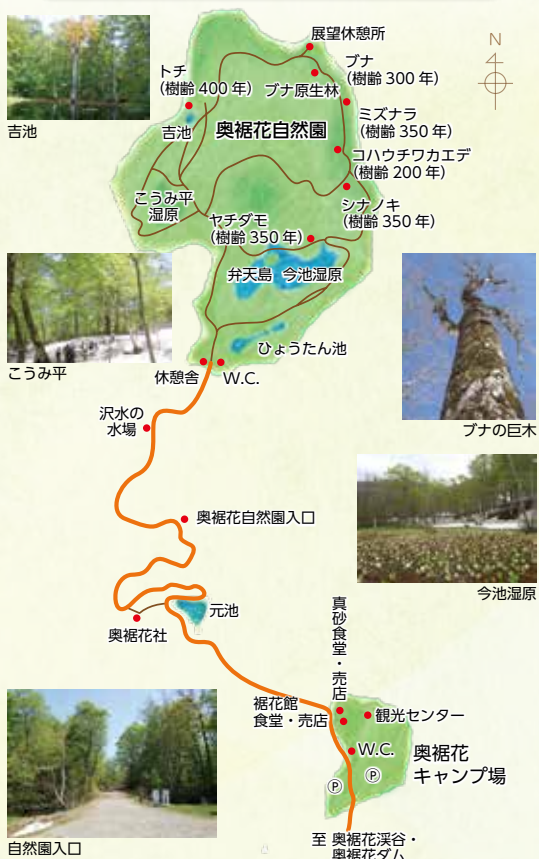 展望休憩所
N
ブナ
(樹齢 300 年)
トチ
(樹齢 400 年)
ブナ原生林
ミズナラ
(樹齢 350 年)
吉池
吉池
奥裾花自然園
コハウチワカエデ
(樹齢 200 年)
こうみ平
湿原
シナノキ
(樹齢 350 年)
ヤチダモ
(樹齢 350 年)
弁天島
今池湿原
ひょうたん池
こうみ平
休憩舎
W.C.
ブナの巨木
沢水の
水場
奥裾花自然園入口
今池湿原
元池
奥裾花社
真砂食堂・売店
裾花館
食堂・売店
観光センター
W.C.
奥裾花
キャンプ場
P
P
自然園入口
至 奥裾花渓谷・
奥裾花ダム